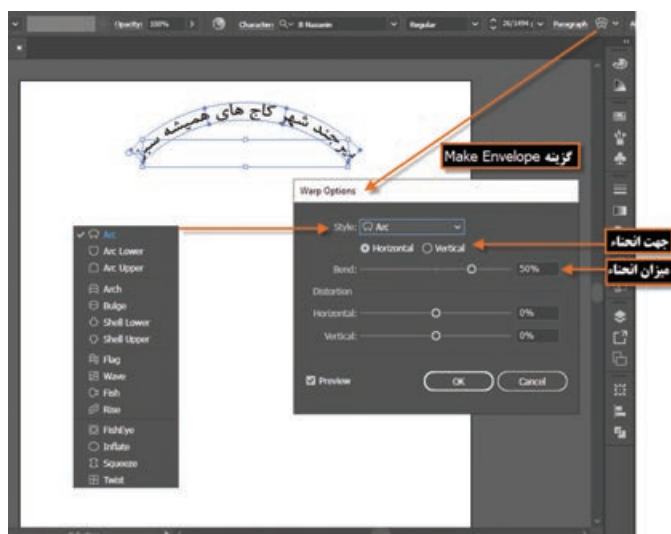 Opacity: 100%
Character: B Nazanin
Regular
Paragraph
بیرجند شهر کاج های همیشه سبز
گزینه Make Envelope
Warp Options
Style: Arc
Horizontal Vertical
جهت انحناء
Bend: 50%
میزان انحناء
Distortion
Horizontal: 0%
Vertical: 0%
Preview
OK
Cancel
Arc
Arc Lower
Arc Upper
Arch
Bulge
Shell Lower
Shell Upper
Flag
Wave
Fish
Rise
FishEye
Inflate
Squeeze
Twist